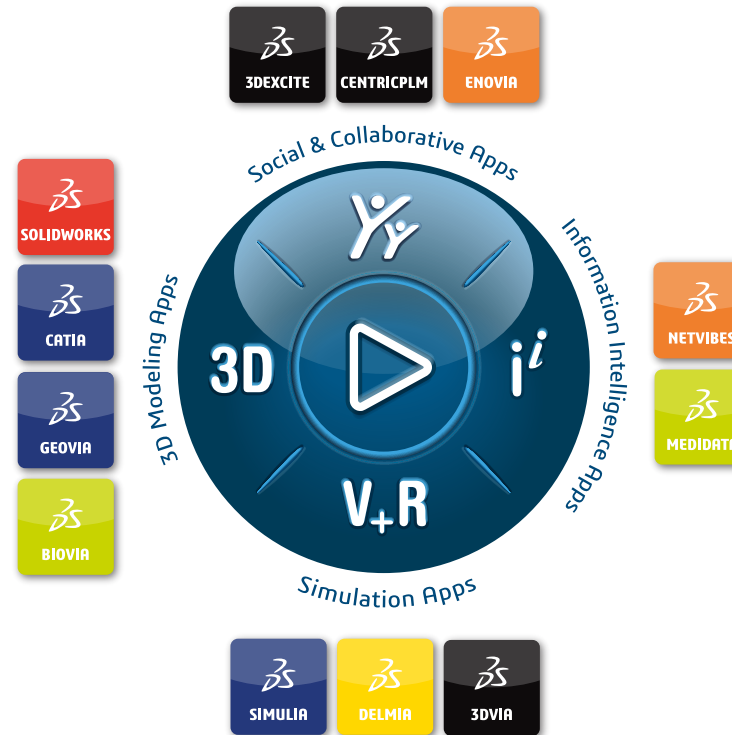 3DEXCITE
CENTRICPLM
ENOVIA
Social & Collaborative Apps
SOLIDWORKS
CATIA
GEOVIA
BIOVIA
3D Modeling Apps
3D
i i
V+R
Information Intelligence Apps
NETVIBES
MEDIDATA
Simulation Apps
SIMULIA
DELMIA
3DVIA